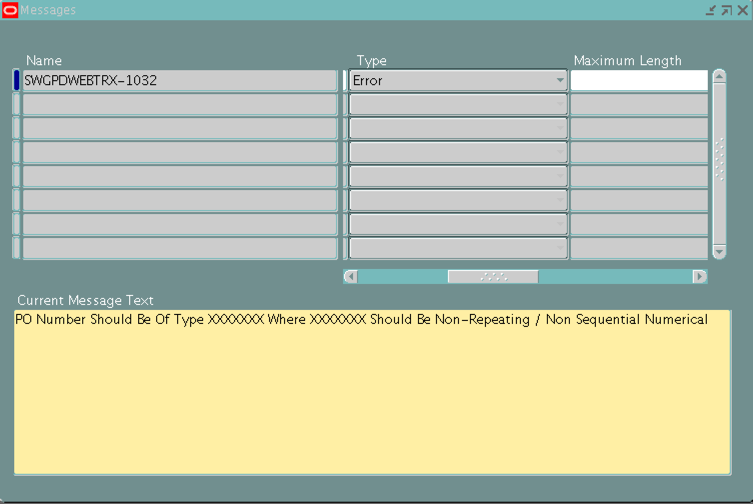 Messages
Name Type Maximum Length
SWGPDWEBTRX-1032 Error
Current Message Text
PO Number Should Be Of Type XXXXXXX Where XXXXXXX Should Be Non-Repeating / Non Sequential Numerical